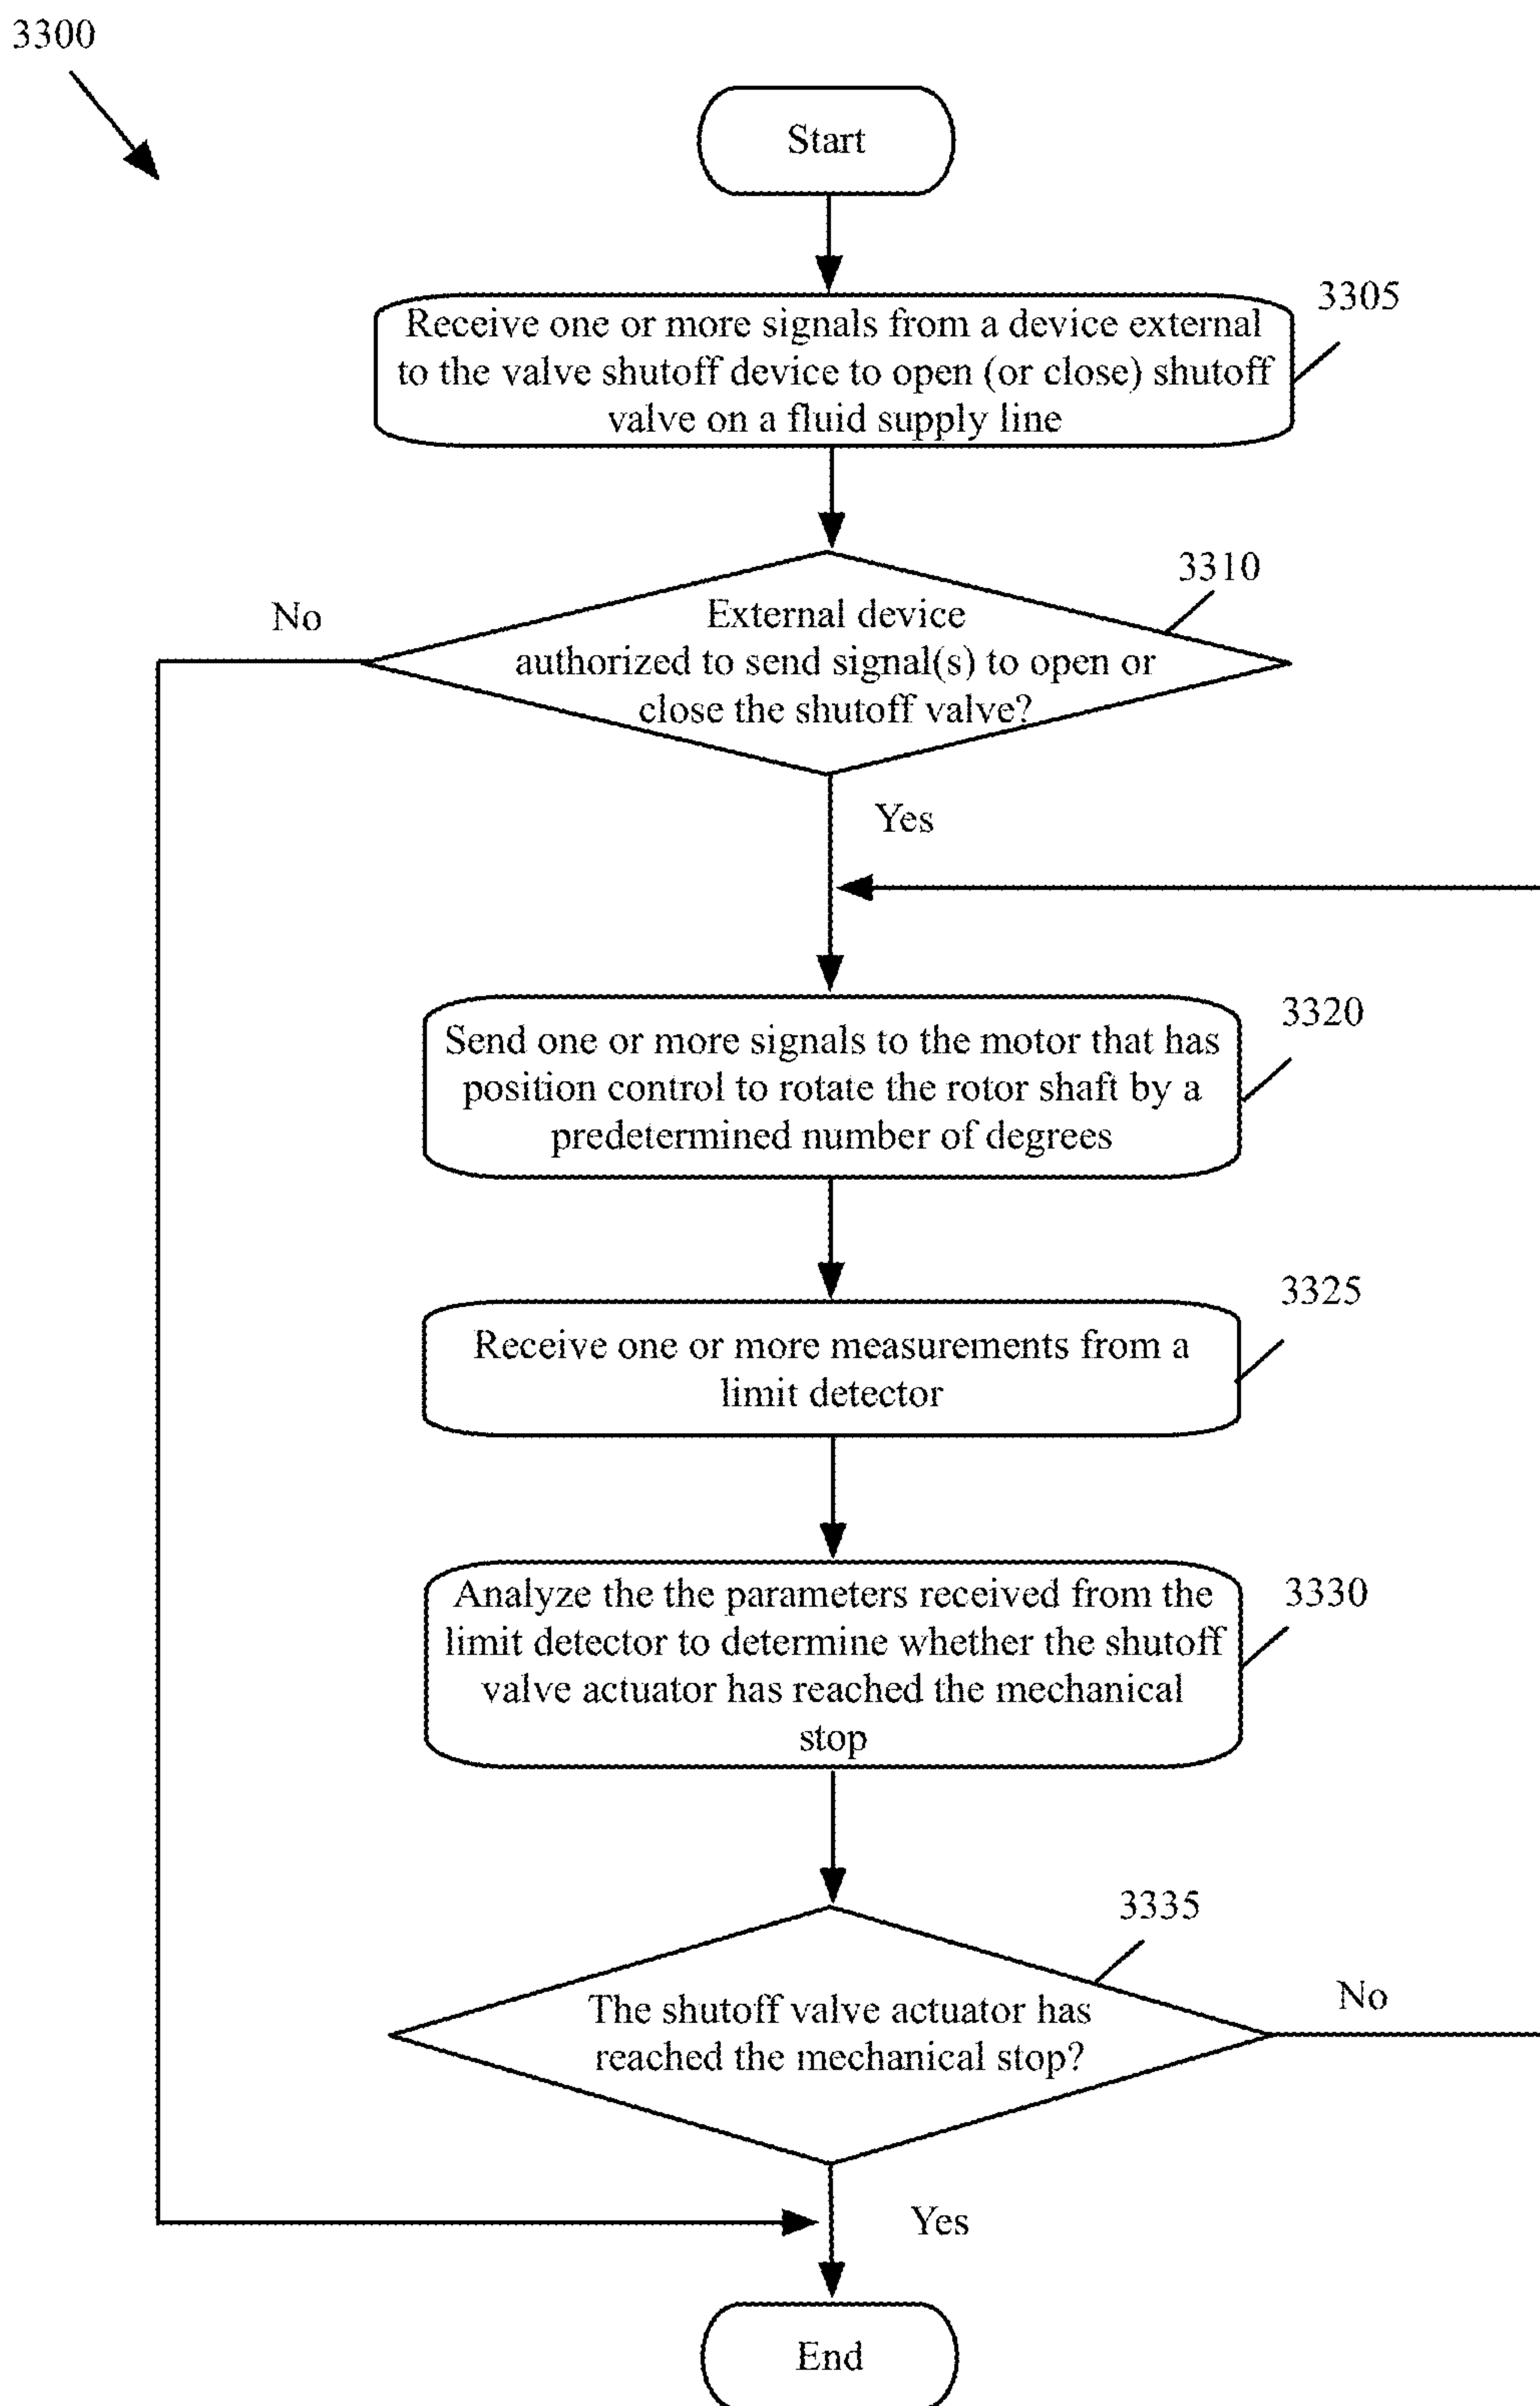 3300
Start
3305
Receive one or more signals from a device external
to the valve shutoff device to open (or close) shutoff
valve on a fluid supply line
3310
No
External device
authorized to send signal(s) to open or
close the shutoff valve?
Yes
3320
Send one or more signals to the motor that has
position control to rotate the rotor shaft by a
predetermined number of degrees
3325
Receive one or more measurements from a
limit detector
3330
Analyze the the parameters received from the
limit detector to determine whether the shutoff
valve actuator has reached the mechanical
stop
3335
No
The shutoff valve actuator has
reached the mechanical stop?
Yes
End